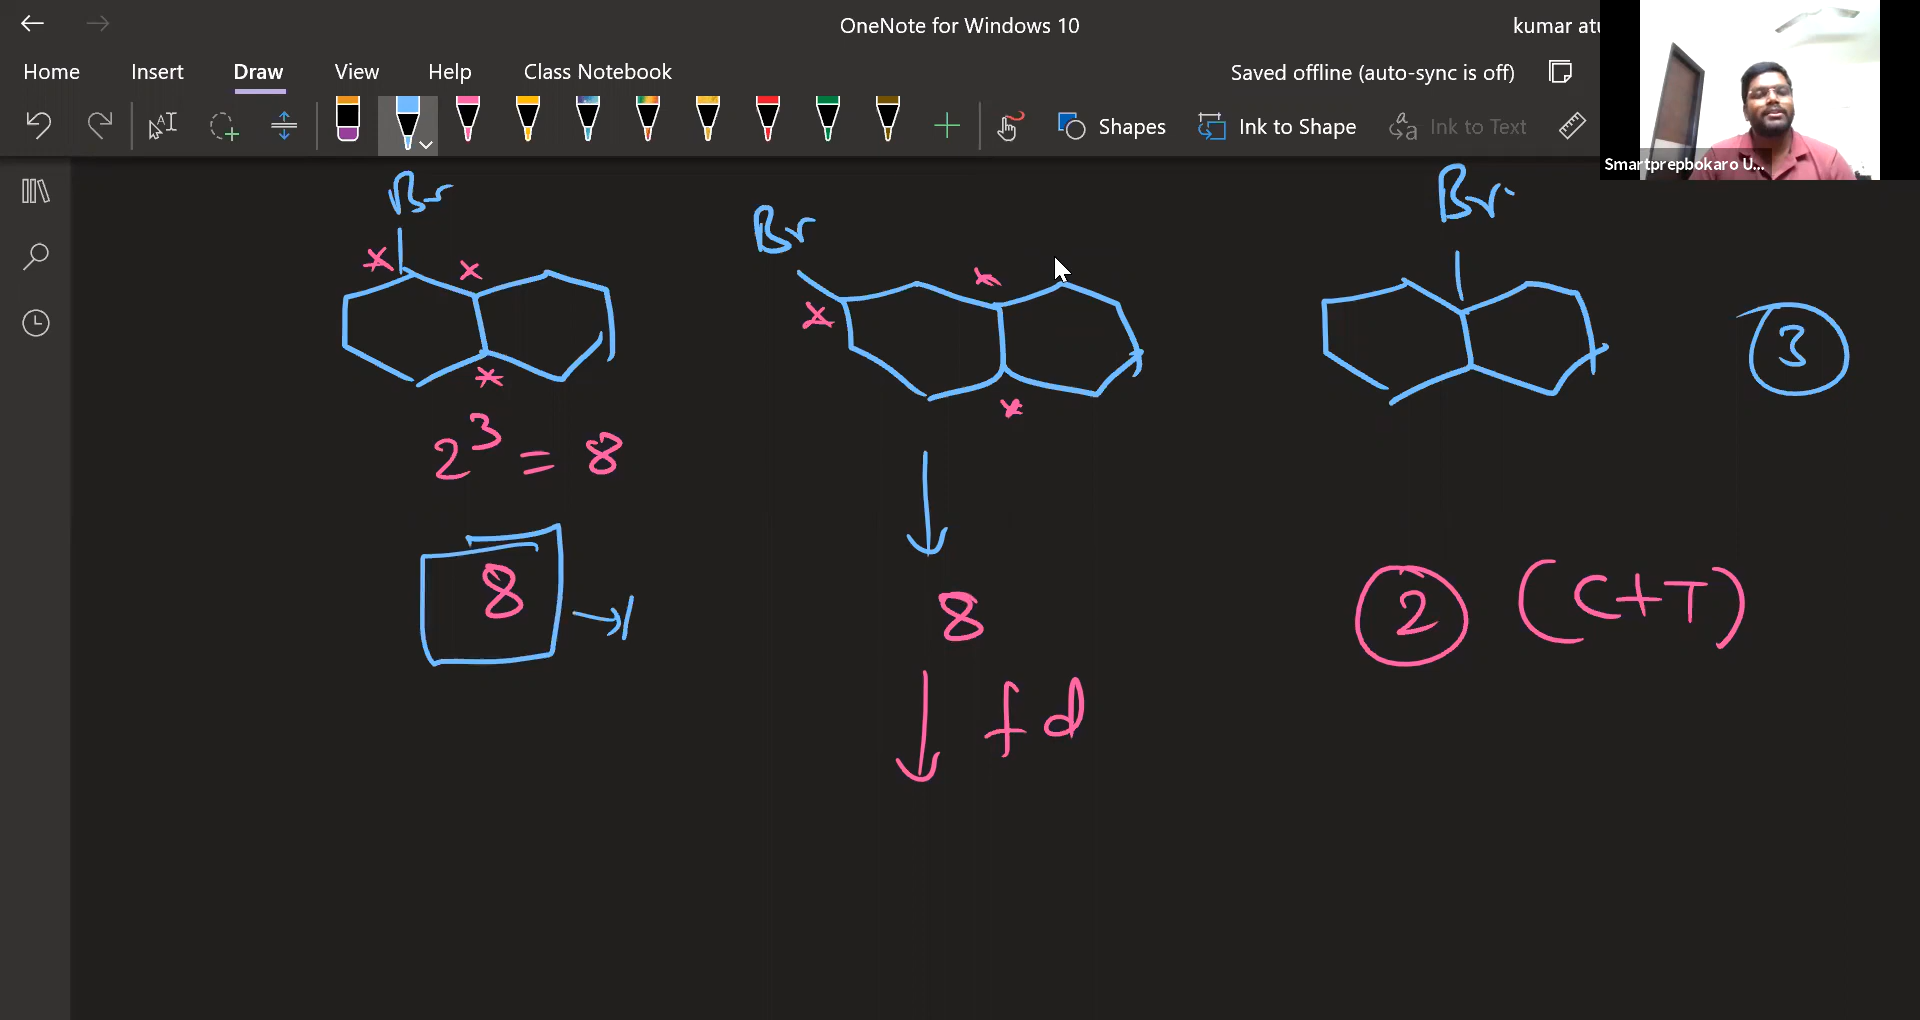 OneNote for Windows 10
kumar atu
Home Insert Draw View Help Class Notebook
Saved offline (auto-sync is off)
Shapes Ink to Shape Ink to Text
Smartprepbokaro U...
Br
Br
Br
3
2³ = 8
8
8
2 (C+T)
fd